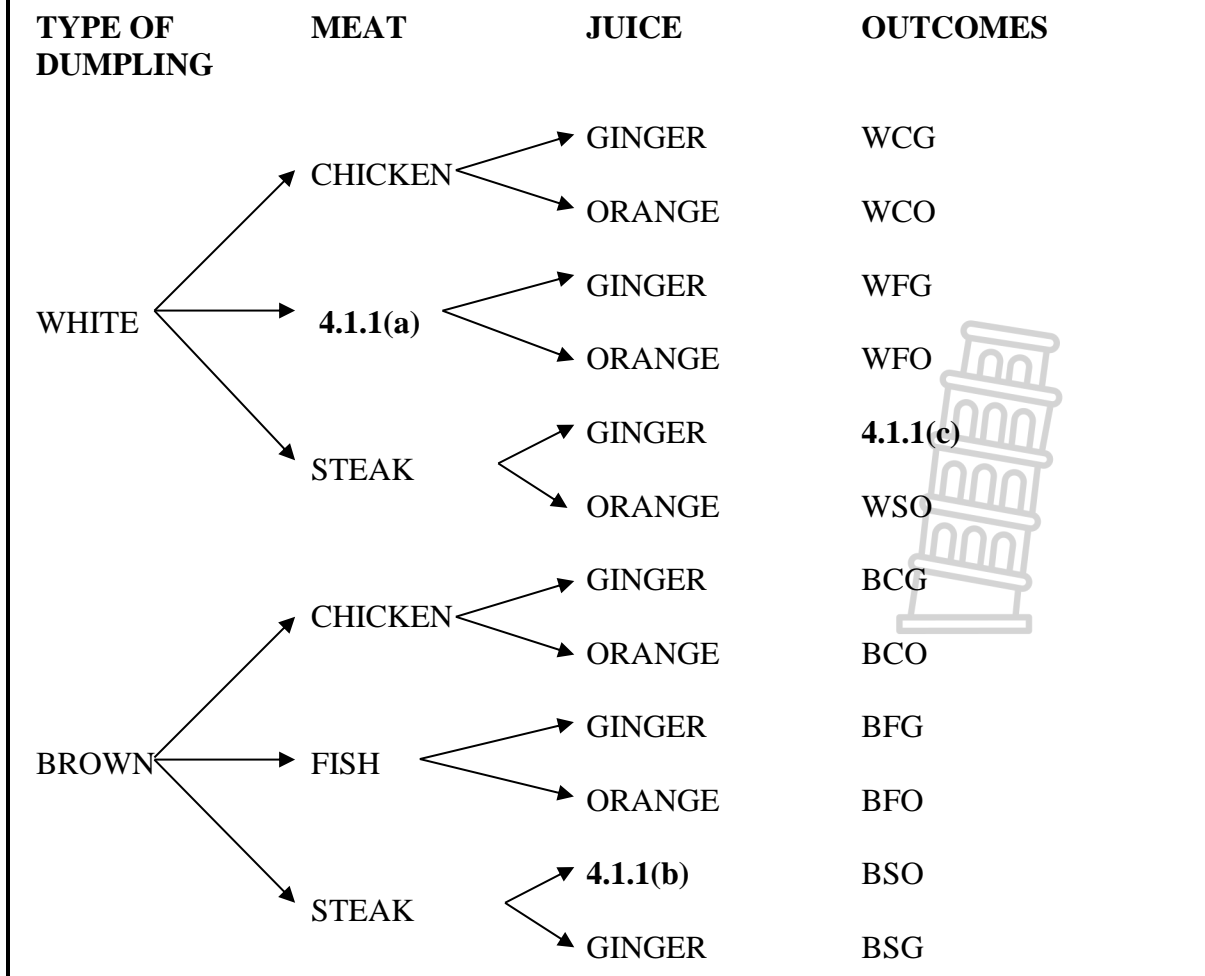 TYPE OF DUMPLING MEAT JUICE OUTCOMES
GINGER WCG
CHICKEN
ORANGE WCO
GINGER WFG
WHITE 4.1.1(a)
ORANGE WFO
GINGER 4.1.1(c)
STEAK
ORANGE WSO
GINGER BCG
CHICKEN
ORANGE BCO
GINGER BFG
BROWN FISH
ORANGE BFO
4.1.1(b) BSO
STEAK
GINGER BSG